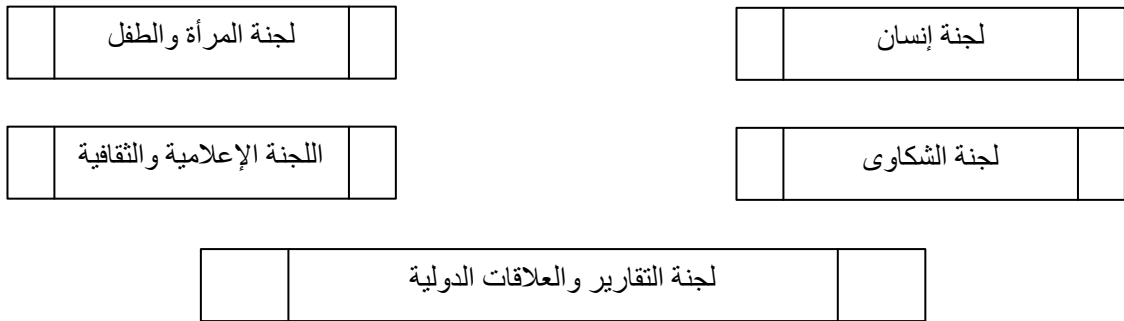 لجنة إنسان
لجنة المرأة والطفل
لجنة الشكاوى
اللجنة الإعلامية والثقافية
لجنة التقارير والعلاقات الدولية